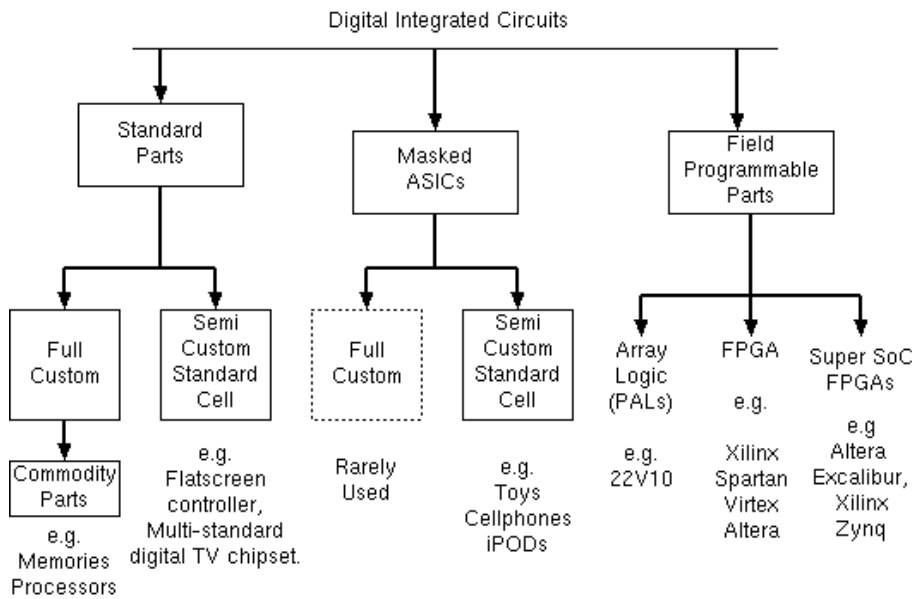 Digital Integrated Circuits
Standard
Parts
Masked
ASICs
Field
Programmable
Parts
Full
Custom
Semi
Custom
Standard
Cell
Full
Custom
Semi
Custom
Standard
Cell
Array
Logic
(PALs)
FPGA
Super SoC
FPGAs
Commodity
Parts
e.g.
Memories
Processors
e.g.
Flatscreen
controller,
Multi-standard
digital TV chipset.
Rarely
Used
e.g.
Toys
Cellphones
iPODs
e.g.
22V10
e.g.
Xilinx
Spartan
Virtex
Altera
e.g
Altera
Excalibur,
Xilinx
Zynq